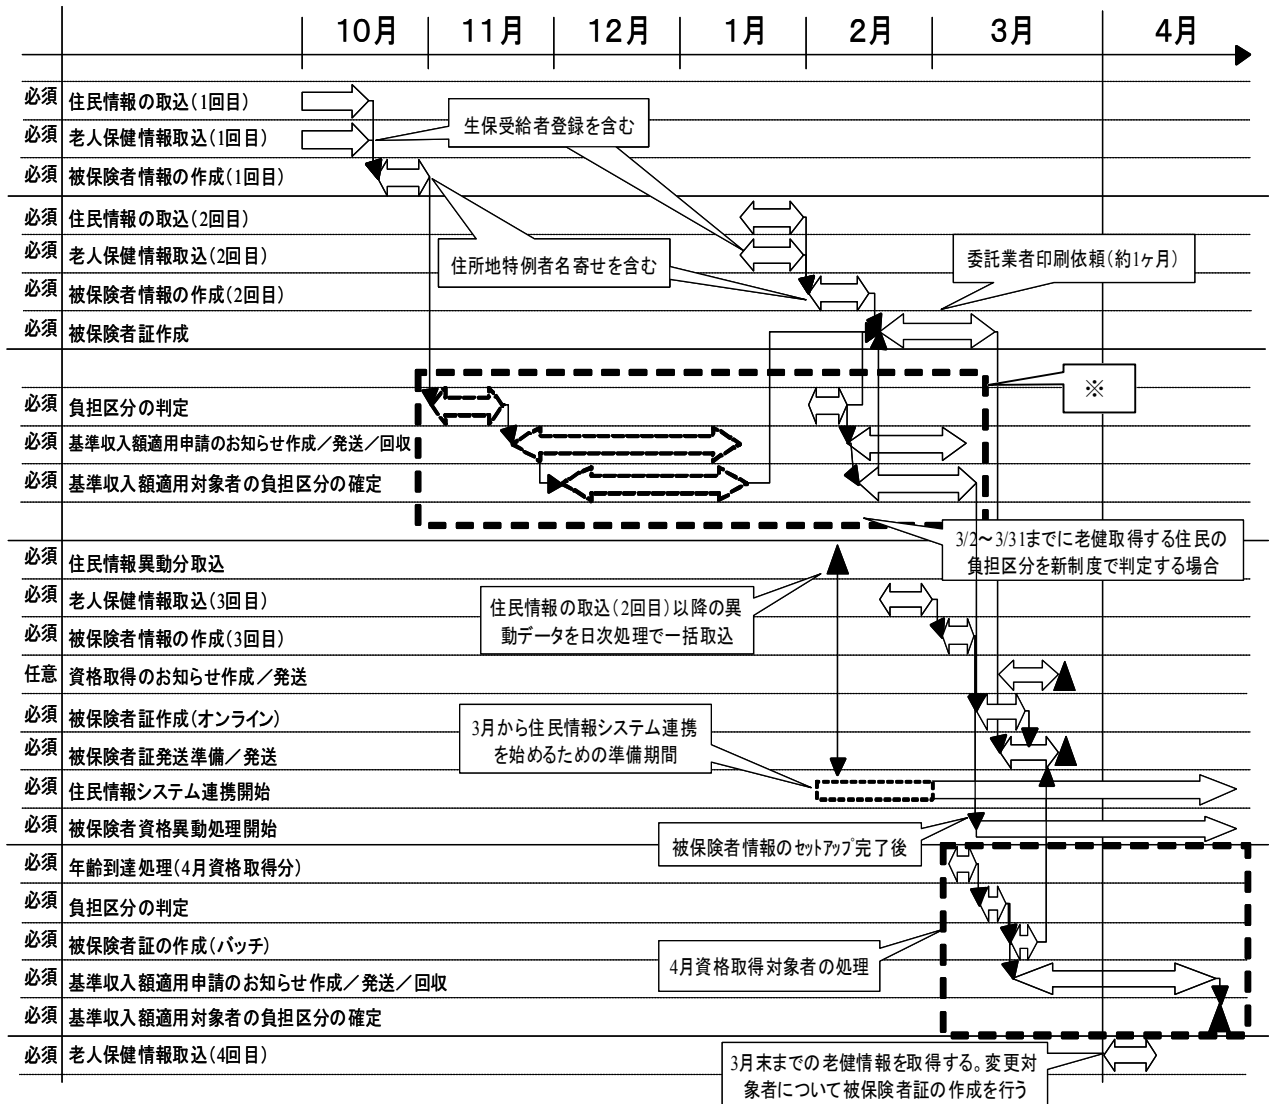 10月 11月 12月 1月 2月 3月 4月
必須 住民情報の取込(1回目)
必須 老人保健情報取込(1回目)
生保受給者登録を含む
必須 被保険者情報の作成(1回目)
必須 住民情報の取込(2回目)
必須 老人保健情報取込(2回目)
住所地特例者名寄せを含む
委託業者印刷依頼(約1ヶ月)
必須 被保険者情報の作成(2回目)
必須 被保険者証作成
※
必須 負担区分の判定
必須 基準収入額適用申請のお知らせ作成／発送／回収
必須 基準収入額適用対象者の負担区分の確定
3/2～3/31までに老健取得する住民の
負担区分を新制度で判定する場合
必須 住民情報異動分取込
必須 老人保健情報取込(3回目)
住民情報の取込(2回目)以降の異
動データを日次処理で一括取込
必須 被保険者情報の作成(3回目)
任意 資格取得のお知らせ作成／発送
必須 被保険者証作成(オンライン)
3月から住民情報システム連携
を始めるための準備期間
必須 被保険者証発送準備／発送
必須 住民情報システム連携開始
必須 被保険者資格異動処理開始
被保険者情報のセットアップ完了後
必須 年齢到達処理(4月資格取得分)
必須 負担区分の判定
必須 被保険者証の作成(バッチ)
4月資格取得対象者の処理
必須 基準収入額適用申請のお知らせ作成／発送／回収
必須 基準収入額適用対象者の負担区分の確定
必須 老人保健情報取込(4回目)
3月末までの老健情報を取得する。変更対
象者について被保険者証の作成を行う